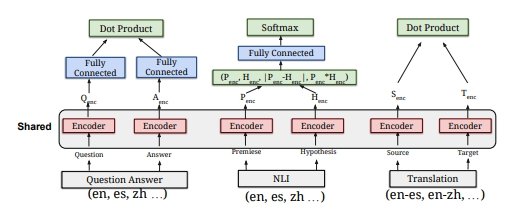 Dot Product
Softmax
Dot Product
Fully Connected
Fully Connected
Fully Connected
(P_enc, H_enc, |P_enc-H_enc|, P_enc*H_enc)
Q_enc
A_enc
P_enc
H_enc
S_enc
T_enc
Shared
Encoder
Encoder
Encoder
Encoder
Encoder
Encoder
Question
Answer
Premiese
Hypothesis
Source
Target
Question Answer
NLI
Translation
(en, es, zh ...)
(en, es, zh ...)
(en-es, en-zh, ...)